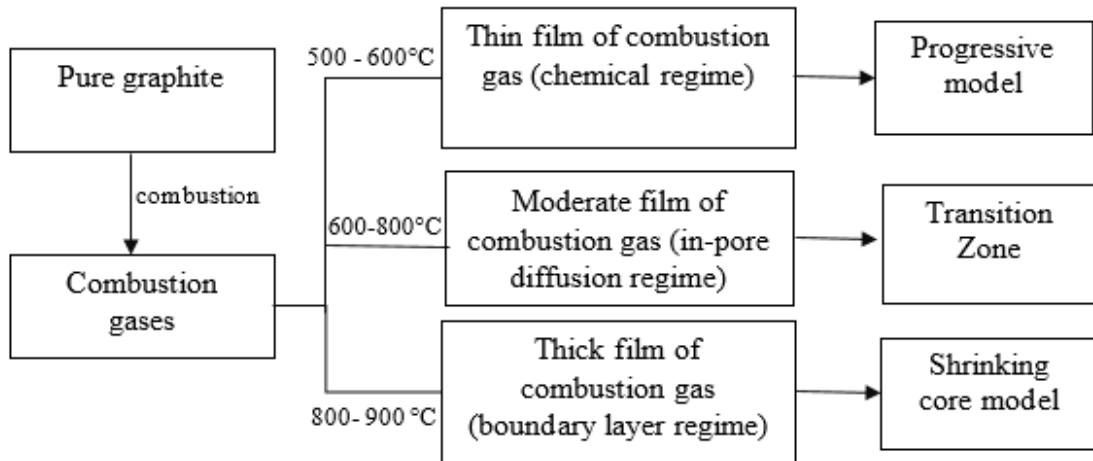 Pure graphite
combustion
Combustion
gases
500 - 600°C
Thin film of combustion
gas (chemical regime)
Progressive
model
600-800°C
Moderate film of
combustion gas (in-pore
diffusion regime)
Transition
Zone
800- 900 °C
Thick film of
combustion gas
(boundary layer regime)
Shrinking
core model